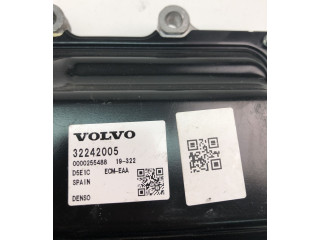 VOLVO
32242005
0000255488 19-322
D5E1C ECM-EAA
SPAIN
DENSO